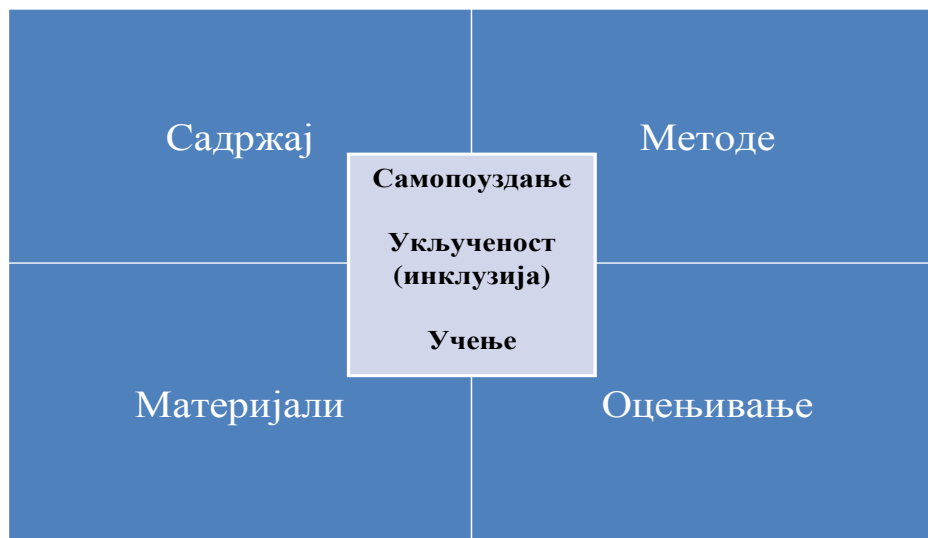 Садржај
Методе
Самопоуздање
Укљученост
(инклузија)
Учење
Материјали
Оцењивање